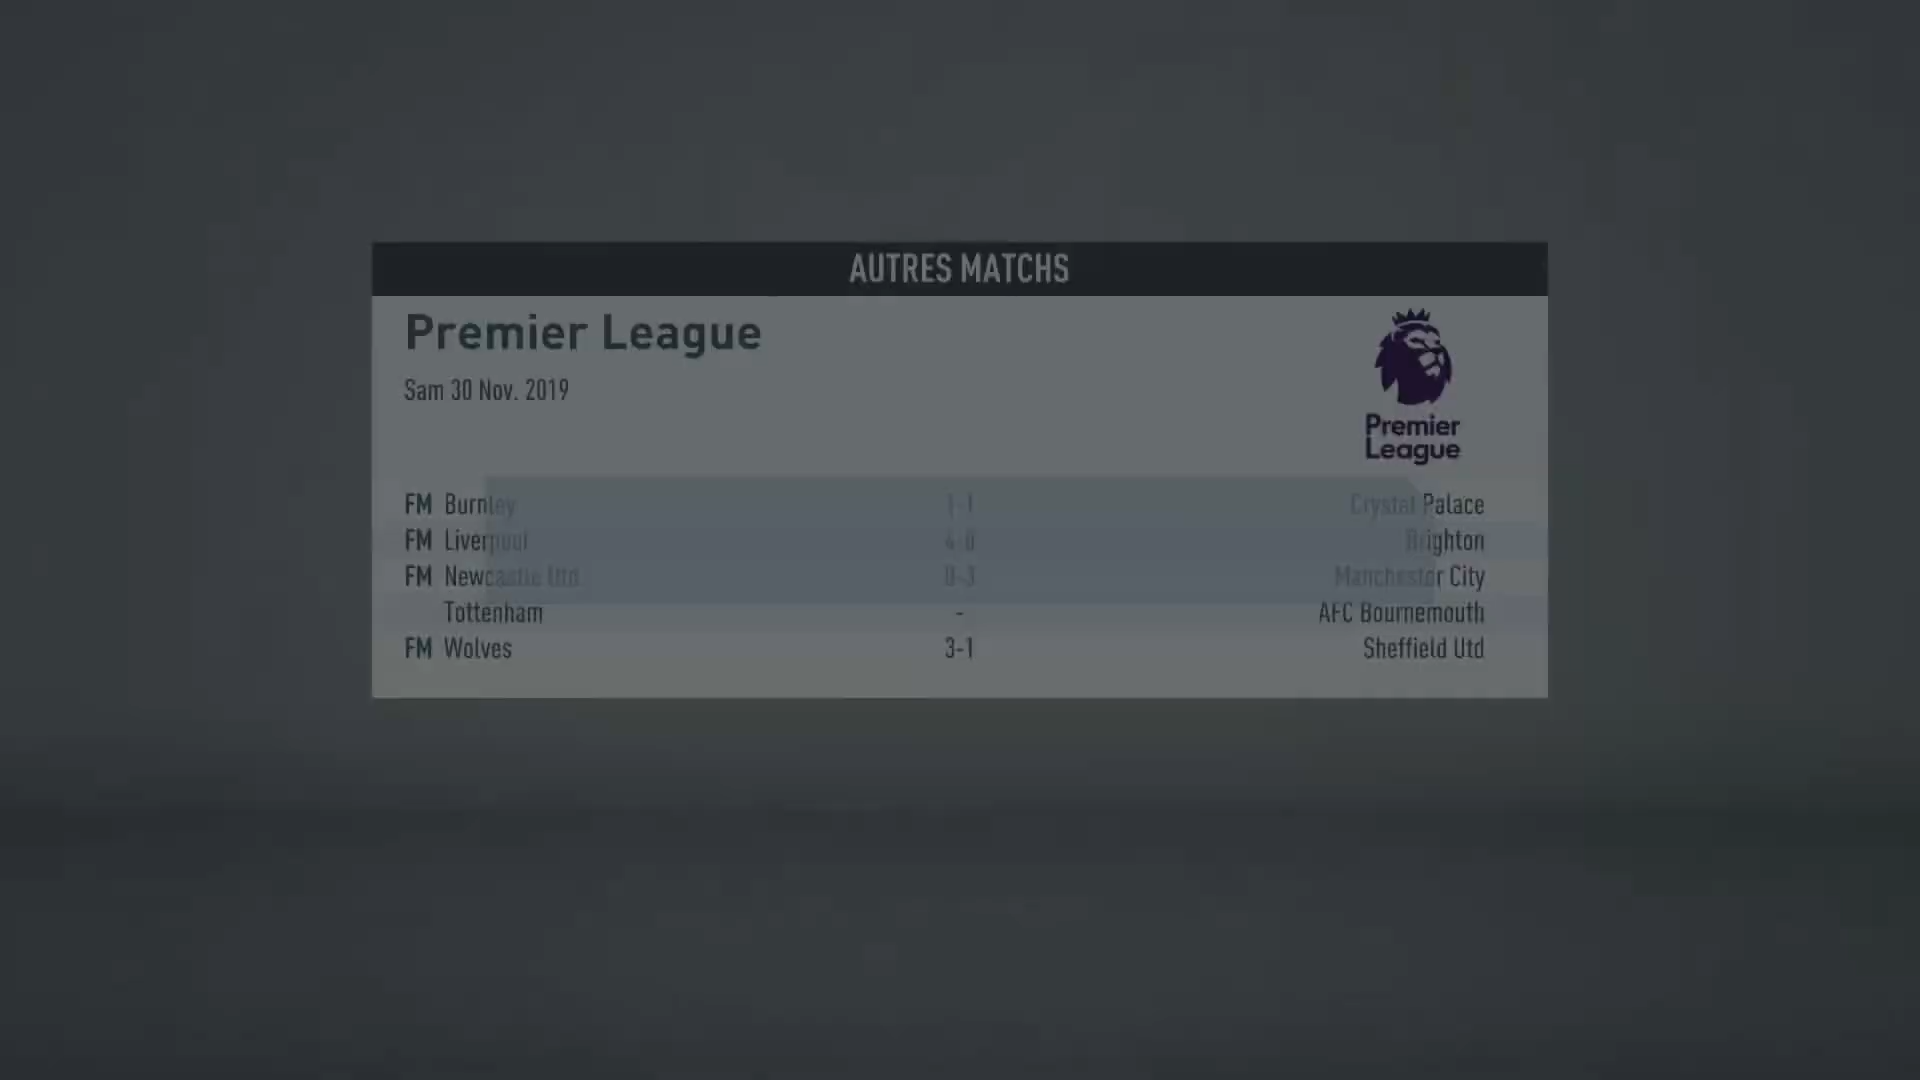 AUTRES MATCHS
Premier League
Sam 30 Nov. 2019
Premier
League
FM Burnley 1-1 Crystal Palace
FM Liverpool 4-0 Brighton
FM Newcastle Utd 0-3 Manchester City
Tottenham - AFC Bournemouth
FM Wolves 3-1 Sheffield Utd